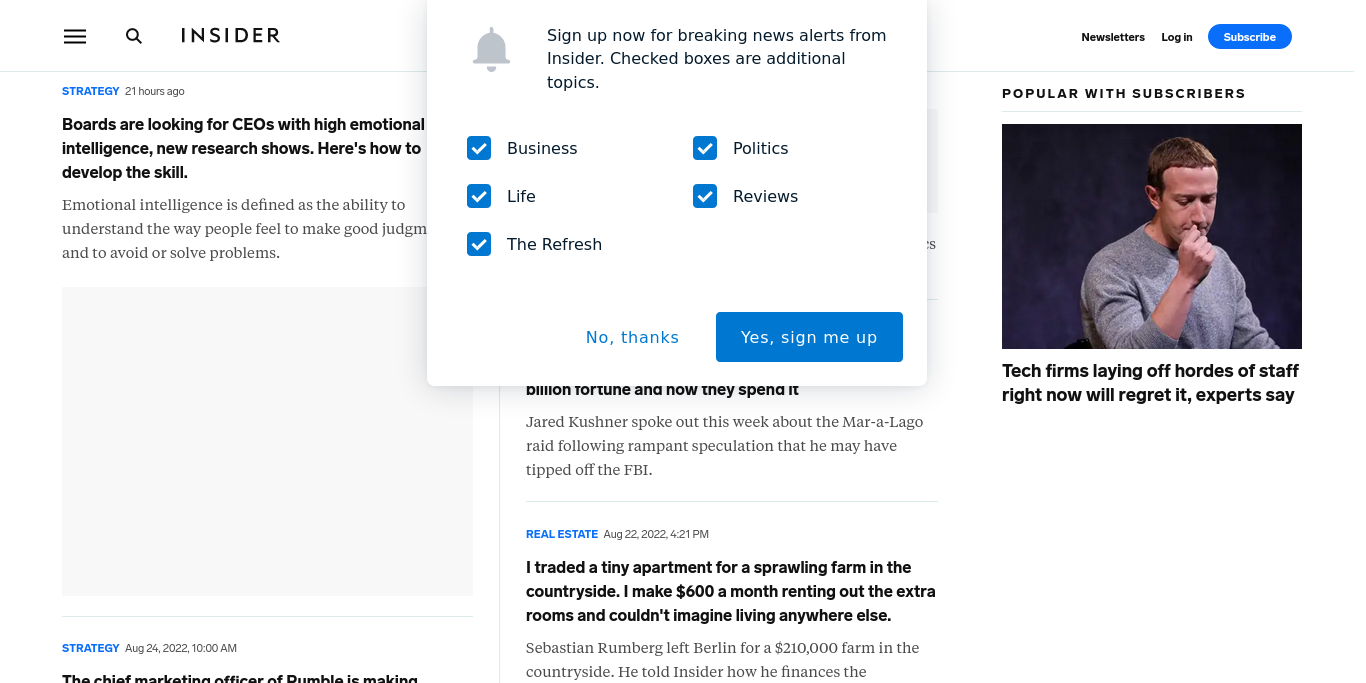 INSIDER
Newsletters
Log in
Subscribe
Sign up now for breaking news alerts from
Insider. Checked boxes are additional
topics.
Business
Politics
Life
Reviews
The Refresh
No, thanks
Yes, sign me up
STRATEGY 21 hours ago
Boards are looking for CEOs with high emotional
intelligence, new research shows. Here's how to
develop the skill.
Emotional intelligence is defined as the ability to
understand the way people feel to make good
and to avoid or solve problems.
STRATEGY Aug 24, 2022, 10:00 AM
The chief marketing officer of Rumble is making
billion fortune and how they spend it
Jared Kushner spoke out this week about the Mar-a-Lago
raid following rampant speculation that he may have
tipped off the FBI.
REAL ESTATE Aug 22, 2022, 4:21 PM
I traded a tiny apartment for a sprawling farm in the
countryside. I make $600 a month renting out the extra
rooms and couldn't imagine living anywhere else.
Sebastian Rumberg left Berlin for a $210,000 farm in the
countryside. He told Insider how he finances the
POPULAR WITH SUBSCRIBERS
Tech firms laying off hordes of staff
right now will regret it, experts say